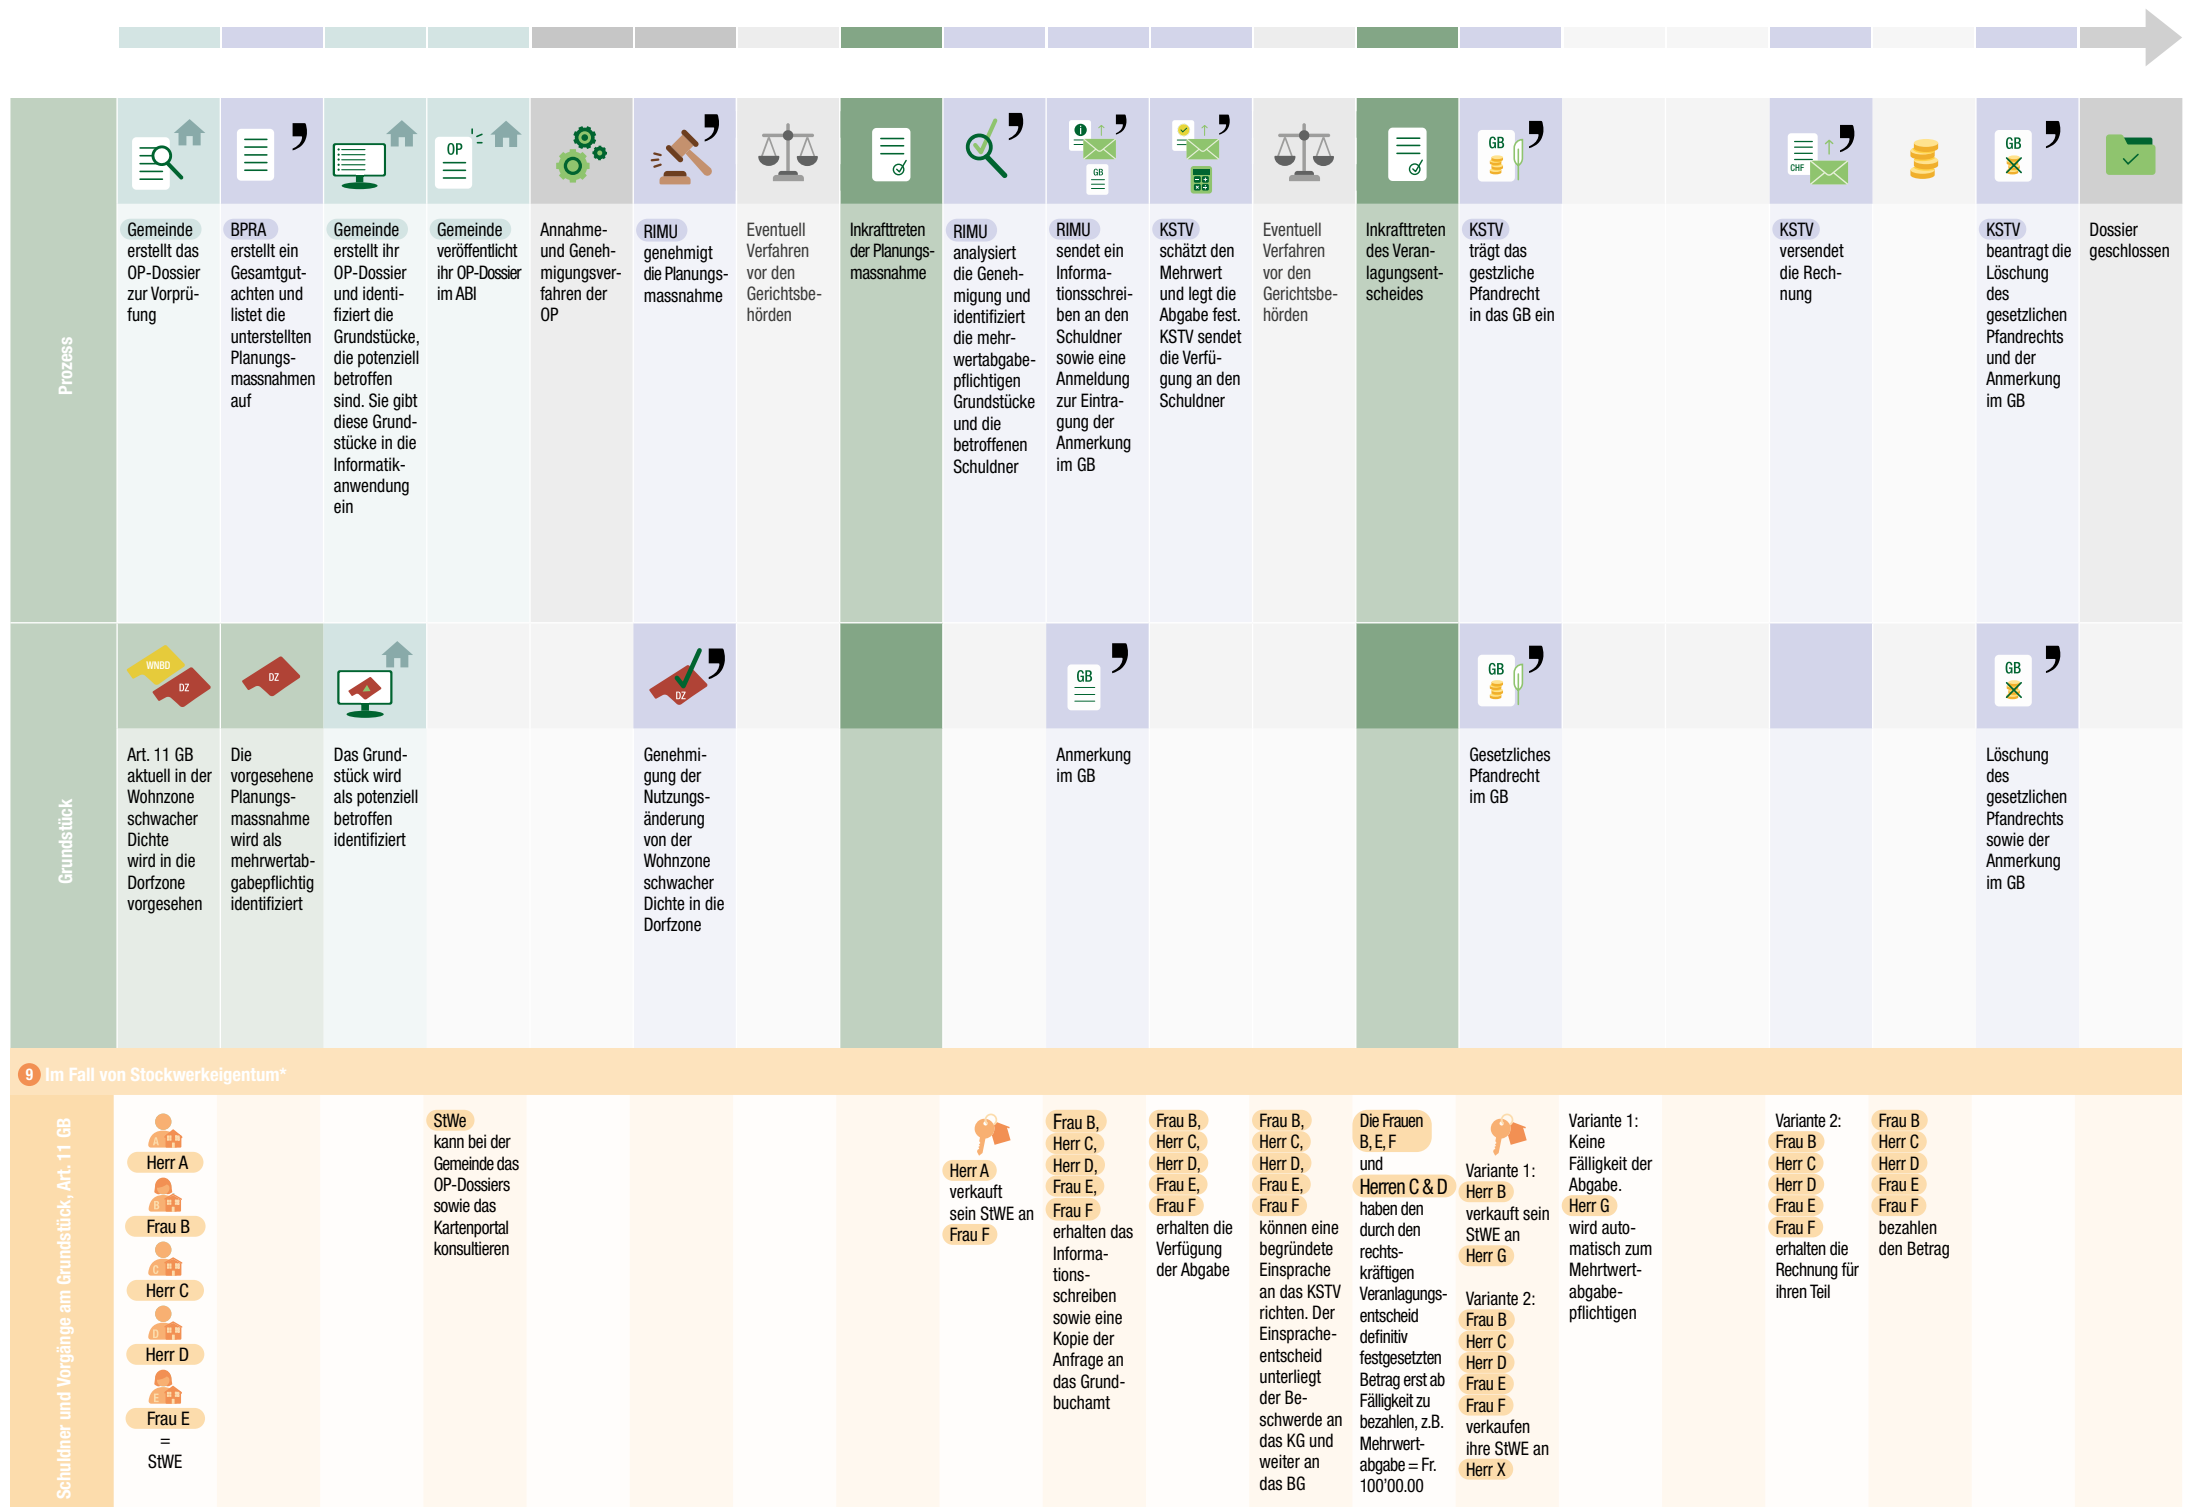 Prozess
OP
GB
GB
CHF
GB
Gemeinde
erstellt das
OP-Dossier
zur Vorprü-
fung
BPRA
erstellt ein
Gesamtgut-
achten und
listet die
unterstellten
Planungs-
massnahmen
auf
Gemeinde
erstellt ihr
OP-Dossier
und identi-
fiziert die
Grundstücke,
die potenziell
betroffen
sind. Sie gibt
diese Grund-
stücke in die
Informatik-
anwendung
ein
Gemeinde
veröffentlicht
ihr OP-Dossier
im ABl
Annahme-
und Geneh-
migungsver-
fahren der
OP
RIMU
genehmigt
die Planungs-
massnahme
Eventuell
Verfahren
vor den
Gerichtsbe-
hörden
Inkrafttreten
der Planungs-
massnahme
RIMU
analysiert
die Geneh-
migung und
identifiziert
die mehr-
wertabgabe-
pflichtigen
Grundstücke
und die
betroffenen
Schuldner
RIMU
sendet ein
Informa-
tionsschrei-
ben an den
Schuldner
sowie eine
Anmeldung
zur Eintra-
gung der
Anmerkung
im GB
KSTV
schätzt den
Mehrwert
und legt die
Abgabe fest.
KSTV sendet
die Verfü-
gung an den
Schuldner
Eventuell
Verfahren
vor den
Gerichtsbe-
hörden
Inkrafttreten
des Veran-
lagungsent-
scheides
KSTV
trägt das
gestzliche
Pfandrecht
in das GB ein
KSTV
versendet
die Rech-
nung
KSTV
beantragt die
Löschung
des
gesetzlichen
Pfandrechts
und der
Anmerkung
im GB
Dossier
geschlossen
Grundstück
WNBD
DZ
DZ
DZ
GB
GB
GB
Art. 11 GB
aktuell in der
Wohnzone
schwacher
Dichte
wird in die
Dorfzone
vorgesehen
Die
vorgesehene
Planungs-
massnahme
wird als
mehrwertab-
gabepflichtig
identifiziert
Das Grund-
stück wird
als potenziell
betroffen
identifiziert
Genehmi-
gung der
Nutzungs-
änderung
von der
Wohnzone
schwacher
Dichte in die
Dorfzone
Anmerkung
im GB
Gesetzliches
Pfandrecht
im GB
Löschung
des
gesetzlichen
Pfandrechts
sowie der
Anmerkung
im GB
9 Im Fall von Stockwerkeigentum*
Schuldner und Vorgänge am Grundstück, Art. 11 GB
A
Herr A
B
Frau B
C
Herr C
D
Herr D
E
Frau E
=
StWE
StWe
kann bei der
Gemeinde das
OP-Dossiers
sowie das
Kartenportal
konsultieren
Herr A
verkauft
sein StWE an
Frau F
Frau B,
Herr C,
Herr D,
Frau E,
Frau F
erhalten das
Informa-
tions-
schreiben
sowie eine
Kopie der
Anfrage an
das Grund-
buchamt
Frau B,
Herr C,
Herr D,
Frau E,
Frau F
erhalten die
Verfügung
der Abgabe
Frau B,
Herr C,
Herr D,
Frau E,
Frau F
können eine
begründete
Einsprache
an das KSTV
richten. Der
Einsprache-
entscheid
unterliegt
der Be-
schwerde an
das KG und
weiter an
das BG
Die Frauen
B, E, F
und
Herren C & D
haben den
durch den
rechts-
kräftigen
Veranlagungs-
entscheid
definitiv
festgesetzten
Betrag erst ab
Fälligkeit zu
bezahlen, z.B.
Mehrwert-
abgabe = Fr.
100'00.00
Variante 1:
Herr B
verkauft sein
StWE an
Herr G
Variante 2:
Frau B
Herr C
Herr D
Frau E
Frau F
verkaufen
ihre StWE an
Herr X
Variante 1:
Keine
Fälligkeit der
Abgabe.
Herr G
wird auto-
matisch zum
Mehrtwert-
abgabe-
pflichtigen
Variante 2:
Frau B
Herr C
Herr D
Frau E
Frau F
erhalten die
Rechnung für
ihren Teil
Frau B
Herr C
Herr D
Frau E
Frau F
bezahlen
den Betrag